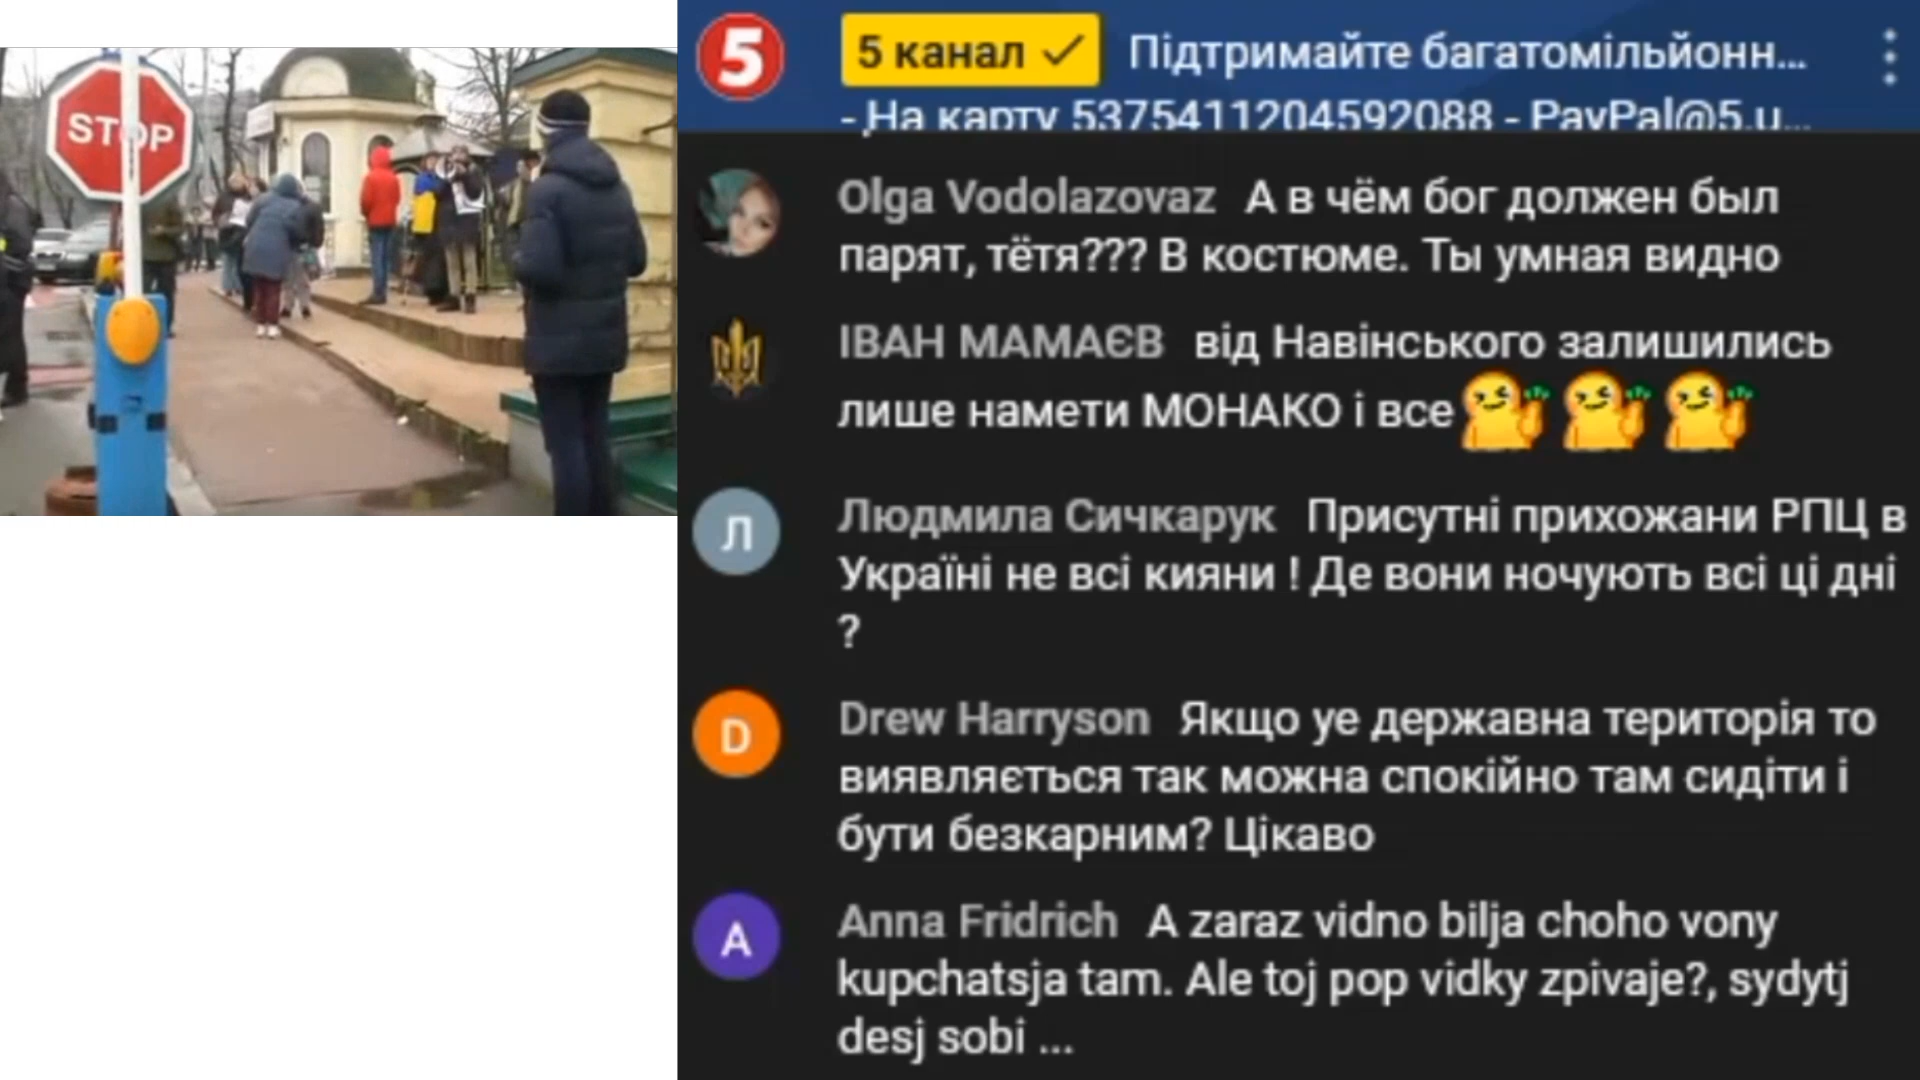 STOP
5
5 канал Підтримайте багатомільйонн...
- На карту 5375411204592088 - PayPal@5.u...
Olga Vodolazovaz А в чём бог должен был
парят, тётя??? В костюме. Ты умная видно
ІВАН МАМАЄВ від Навінського залишились
лише намети МОНАКО і все
Л
Людмила Сичкарук Присутні прихожани РПЦ в
Україні не всі кияни ! Де вони ночують всі ці дні
?
D
Drew Harryson Якщо уе державна територія то
виявляється так можна спокійно там сидіти і
бути безкарним? Цікаво
A
Anna Fridrich A zaraz vidno bilja choho vony
kupchatsja tam. Ale toj pop vidky zpivaje?, sydytj
desj sobi ...